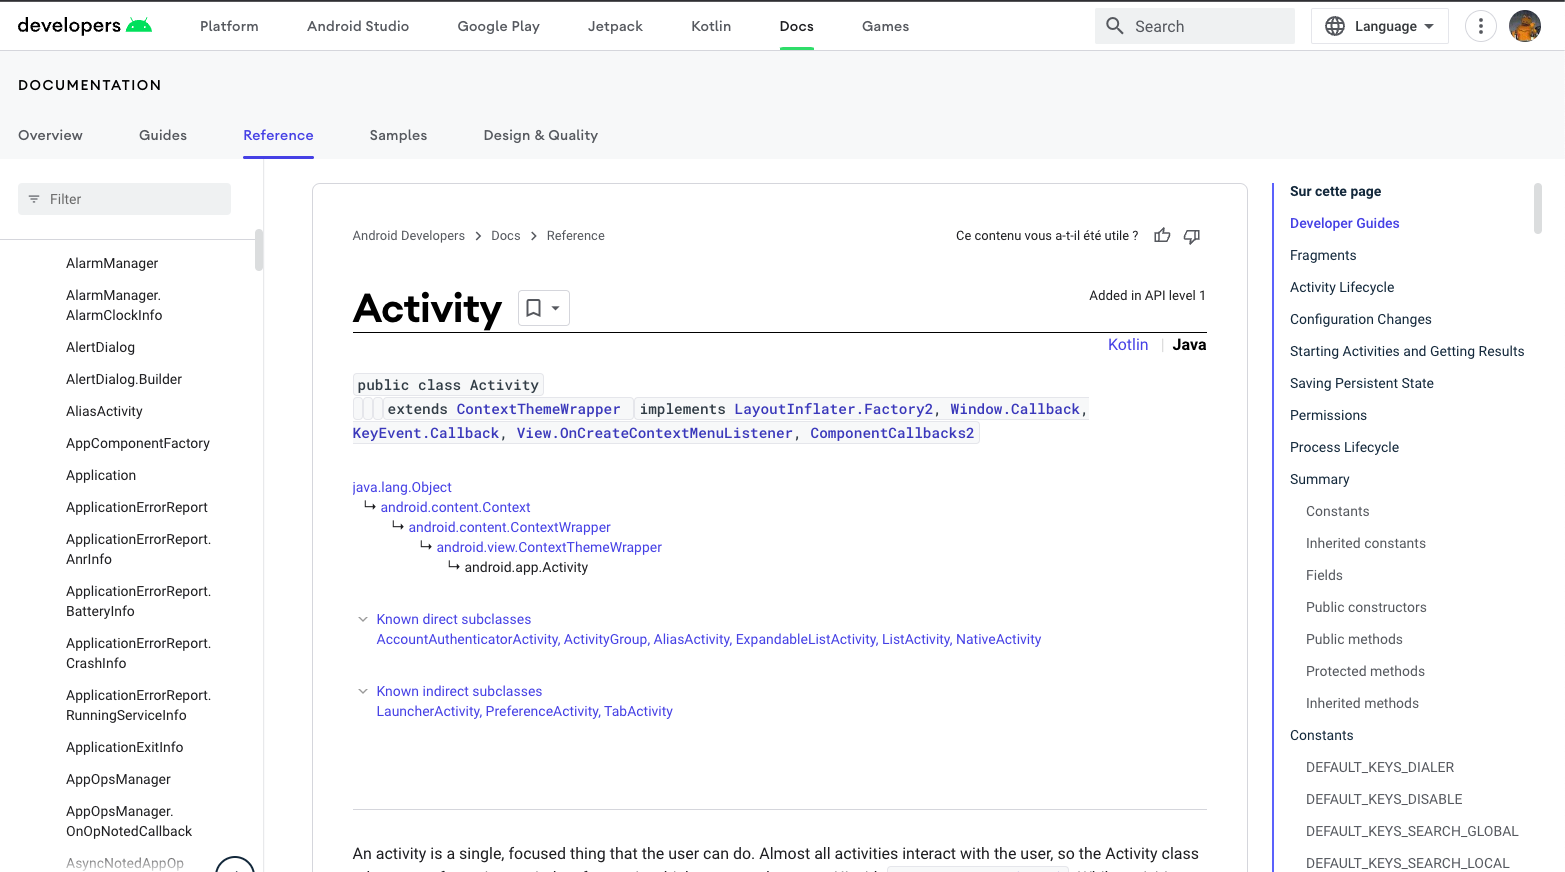 developers
Platform
Android Studio
Google Play
Jetpack
Kotlin
Docs
Games
Search
Language
DOCUMENTATION
Overview
Guides
Reference
Samples
Design & Quality
Filter
AlarmManager
AlarmManager.
AlarmClockInfo
AlertDialog
AlertDialog.Builder
AliasActivity
AppComponentFactory
Application
ApplicationErrorReport
ApplicationErrorReport.
AnrInfo
ApplicationErrorReport.
BatteryInfo
ApplicationErrorReport.
CrashInfo
ApplicationErrorReport.
RunningServiceInfo
ApplicationExitInfo
AppOpsManager
AppOpsManager.
OnOpNotedCallback
AsyncNotedAppOp
Android Developers > Docs > Reference
Ce contenu vous a-t-il été utile ?
Activity
Added in API level 1
Kotlin | Java
public class Activity
extends ContextThemeWrapper implements LayoutInflater.Factory2, Window.Callback,
KeyEvent.Callback, View.OnCreateContextMenuListener, ComponentCallbacks2
java.lang.Object
↳ android.content.Context
↳ android.content.ContextWrapper
↳ android.view.ContextThemeWrapper
↳ android.app.Activity
Known direct subclasses
AccountAuthenticatorActivity, ActivityGroup, AliasActivity, ExpandableListActivity, ListActivity, NativeActivity
Known indirect subclasses
LauncherActivity, PreferenceActivity, TabActivity
An activity is a single, focused thing that the user can do. Almost all activities interact with the user, so the Activity class
Sur cette page
Developer Guides
Fragments
Activity Lifecycle
Configuration Changes
Starting Activities and Getting Results
Saving Persistent State
Permissions
Process Lifecycle
Summary
Constants
Inherited constants
Fields
Public constructors
Public methods
Protected methods
Inherited methods
Constants
DEFAULT_KEYS_DIALER
DEFAULT_KEYS_DISABLE
DEFAULT_KEYS_SEARCH_GLOBAL
DEFAULT_KEYS_SEARCH_LOCAL